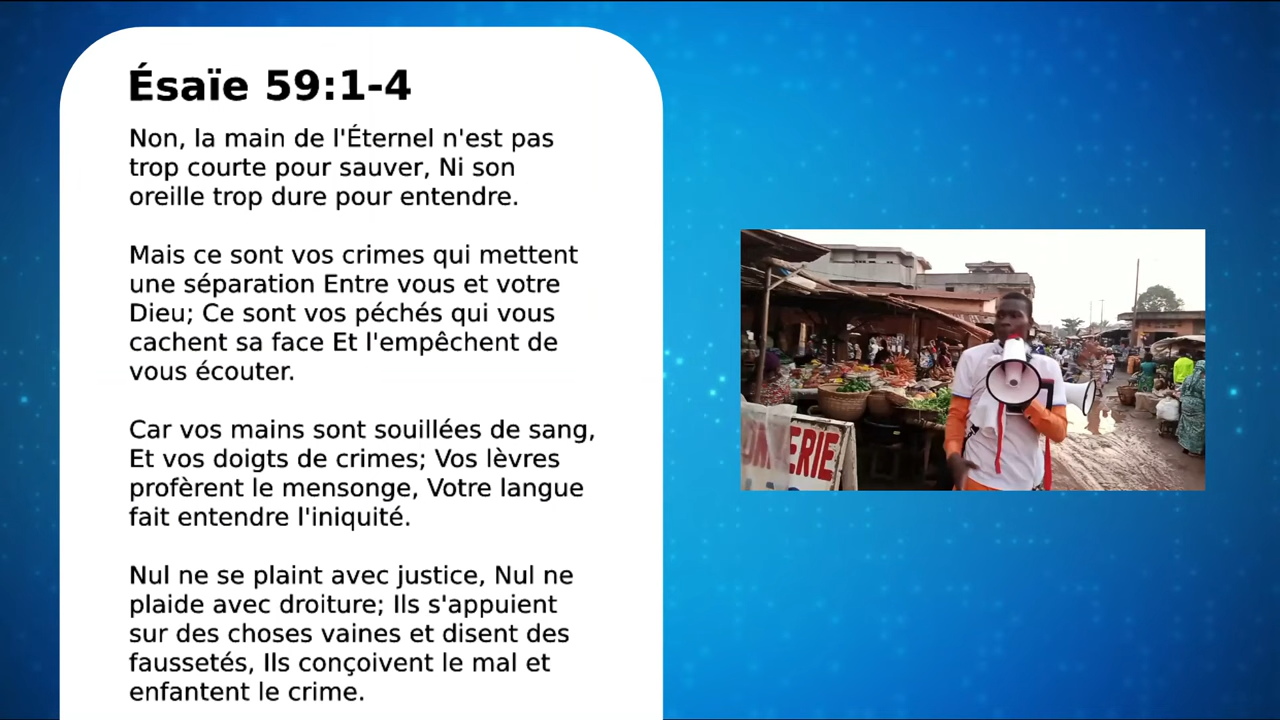 Ésaïe 59:1-4
Non, la main de l'Éternel n'est pas
trop courte pour sauver, Ni son
oreille trop dure pour entendre.
Mais ce sont vos crimes qui mettent
une séparation Entre vous et votre
Dieu; Ce sont vos péchés qui vous
cachent sa face Et l'empêchent de
vous écouter.
Car vos mains sont souillées de sang,
Et vos doigts de crimes; Vos lèvres
profèrent le mensonge, Votre langue
fait entendre l'iniquité.
Nul ne se plaint avec justice, Nul ne
plaide avec droiture; Ils s'appuient
sur des choses vaines et disent des
faussetés, Ils conçoivent le mal et
enfantent le crime.